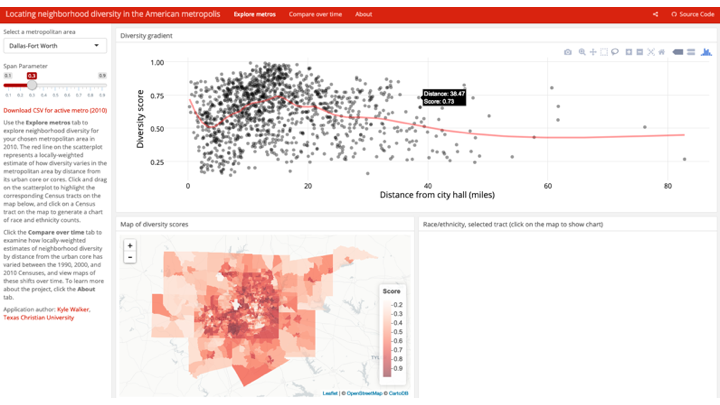 Locating neighborhood diversity in the American metropolis
Explore metros
Compare over time
About
Source Code
Select a metropolitan area
Dallas-Fort Worth
Span Parameter
0.1 0.3 0.9
0.1 0.2 0.3 0.4 0.5 0.6 0.7 0.8 0.9
Download CSV for active metro (2010)
Use the Explore metros tab to
explore neighborhood diversity for
your chosen metropolitan area in
2010. The red line on the scatterplot
represents a locally-weighted
estimate of how diversity varies in the
metropolitan area by distance from
its urban core or cores. Click and drag
on the scatterplot to highlight the
corresponding Census tracts on the
map below, and click on a Census
tract on the map to generate a chart
of race and ethnicity counts.
Click the Compare over time tab to
examine how locally-weighted
estimates of neighborhood diversity
by distance from the urban core has
varied between the 1990, 2000, and
2010 Censuses, and view maps of
these shifts over time. To learn more
about the project, click the About
tab.
Application author: Kyle Walker,
Texas Christian University
Diversity gradient
Diversity score
1.00
0.75
0.50
0.25
Distance: 38.47
Score: 0.73
0 20 40 60 80
Distance from city hall (miles)
Map of diversity scores
+
−
Score
0.2
0.3
0.4
0.5
0.6
0.7
0.8
0.9
Leaflet | © OpenStreetMap © CartoDB
Race/ethnicity, selected tract (click on the map to show chart)